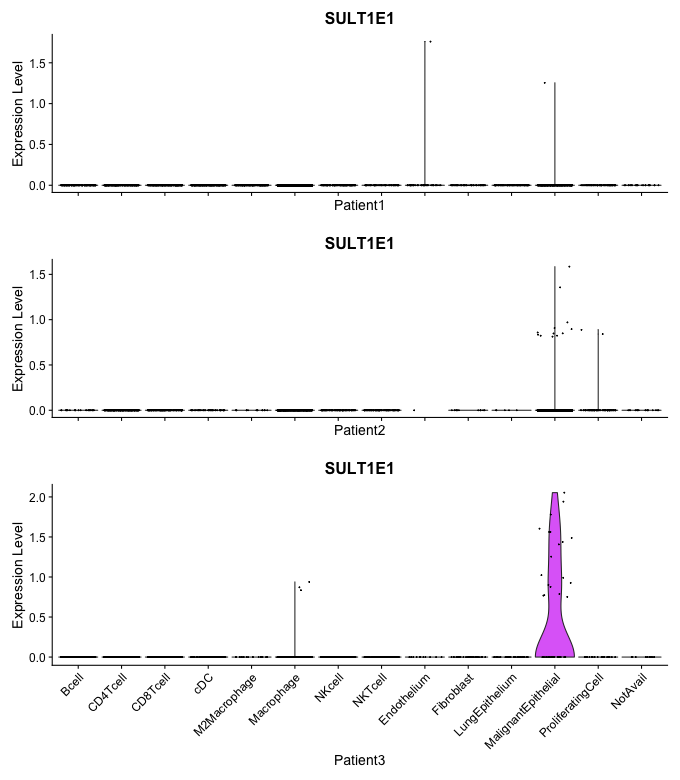 SULT1E1
Expression Level
1.5
1.0
0.5
0.0
Patient1
SULT1E1
Expression Level
1.5
1.0
0.5
0.0
Patient2
SULT1E1
Expression Level
2.0
1.5
1.0
0.5
0.0
Bcell
CD4Tcell
CD8Tcell
cDC
M2Macrophage
Macrophage
NKcell
NKTcell
Endothelium
Fibroblast
LungEpithelium
MalignantEpithelial
ProliferatingCell
NotAvail
Patient3